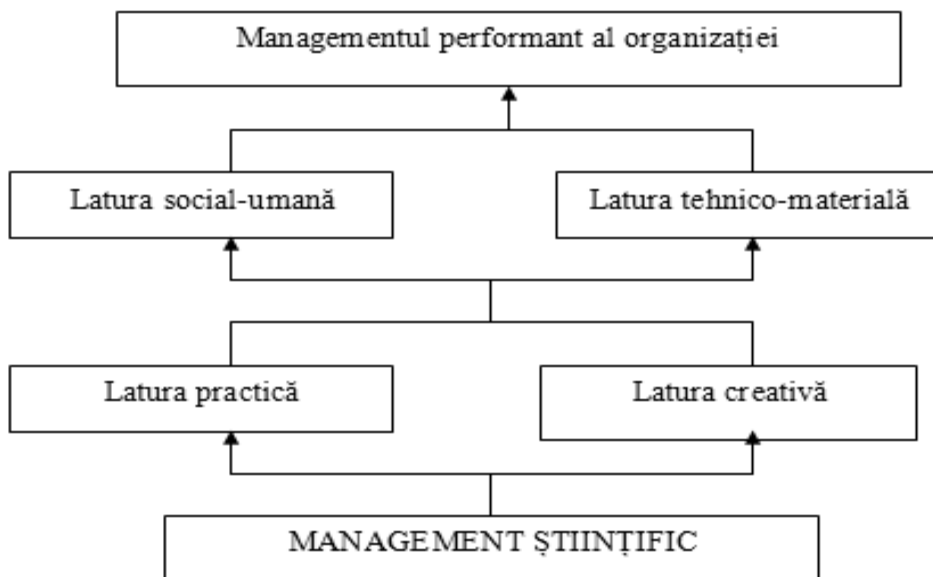 Managementul performant al organizației
Latura social-umană
Latura tehnico-materială
Latura practică
Latura creativă
MANAGEMENT ȘTIINȚIFIC